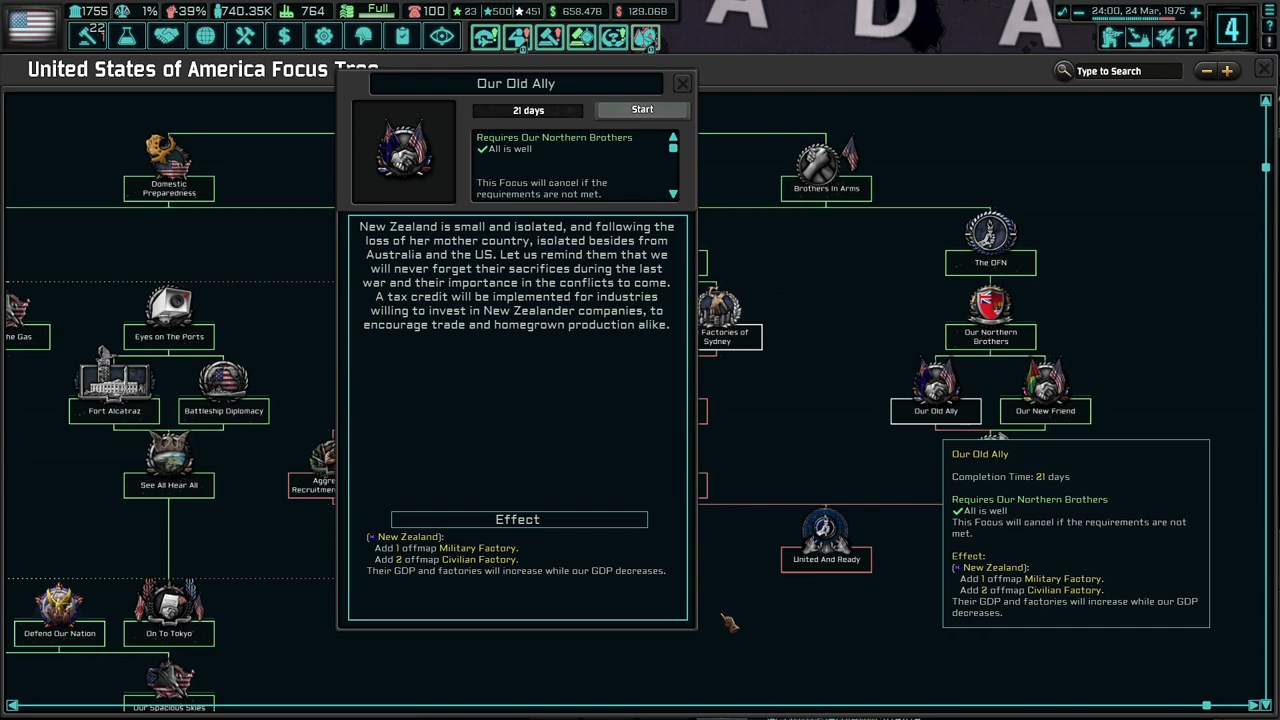 1755 1% 39% 740.35K 764 Full 100 23 500 451 658.47B 129.06B
24:00, 24 Mar, 1975
4
22
A D A
United States of America Focus Tree
Type to Search
Our Old Ally
21 days
Start
Requires Our Northern Brothers
All is well
This Focus will cancel if the
requirements are not met.
New Zealand is small and isolated, and following the
loss of her mother country, isolated besides from
Australia and the US. Let us remind them that we
will never forget their sacrifices during the last
war and their importance in the conflicts to come.
A tax credit will be implemented for industries
willing to invest in New Zealander companies, to
encourage trade and homegrown production alike.
Effect
(New Zealand):
Add 1 offmap Military Factory.
Add 2 offmap Civilian Factory.
Their GDP and factories will increase while our GDP decreases.
Domestic
Preparedness
Brothers In Arms
The OFN
The Gas
Eyes on The Ports
Factories of
Sydney
Our Northern
Brothers
Fort Alcatraz
Battleship Diplomacy
Our Old Ally
Our New Friend
See All Hear All
Recruitment
United And Ready
Defend Our Nation
On To Tokyo
Our Spacious Skies
Our Old Ally
Completion Time: 21 days
Requires Our Northern Brothers
All is well
This Focus will cancel if the requirements are not
met.
Effect:
(New Zealand):
Add 1 offmap Military Factory.
Add 2 offmap Civilian Factory.
Their GDP and factories will increase while our GDP
decreases.